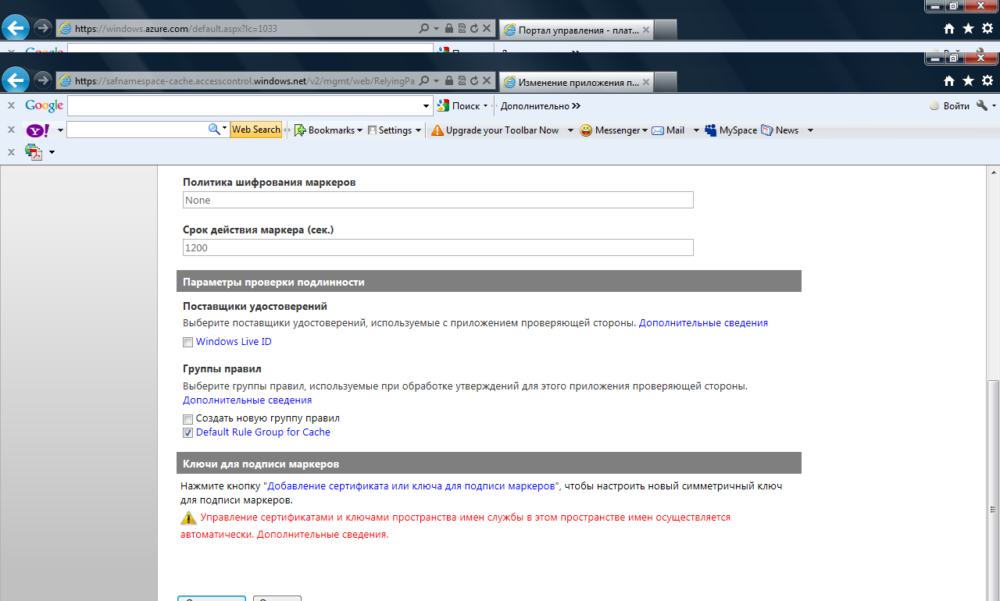 https://windows.azure.com/default.aspx?lc=1033
Портал управления - плат...
https://safnamespace-cache.accesscontrol.windows.net/v2/mgmt/web/RelyingPa
Изменение приложения п...
x Google Поиск Дополнительно » Войти
x Y! Web Search Bookmarks Settings Upgrade your Toolbar Now Messenger Mail MySpace News
x
Политика шифрования маркеров
None
Срок действия маркера (сек.)
1200
Параметры проверки подлинности
Поставщики удостоверений
Выберите поставщики удостоверений, используемые с приложением проверяющей стороны. Дополнительные сведения
Windows Live ID
Группы правил
Выберите группы правил, используемые при обработке утверждений для этого приложения проверяющей стороны.
Дополнительные сведения
Создать новую группу правил
Default Rule Group for Cache
Ключи для подписи маркеров
Нажмите кнопку "Добавление сертификата или ключа для подписи маркеров", чтобы настроить новый симметричный ключ
для подписи маркеров.
Управление сертификатами и ключами пространства имен службы в этом пространстве имен осуществляется
автоматически. Дополнительные сведения.